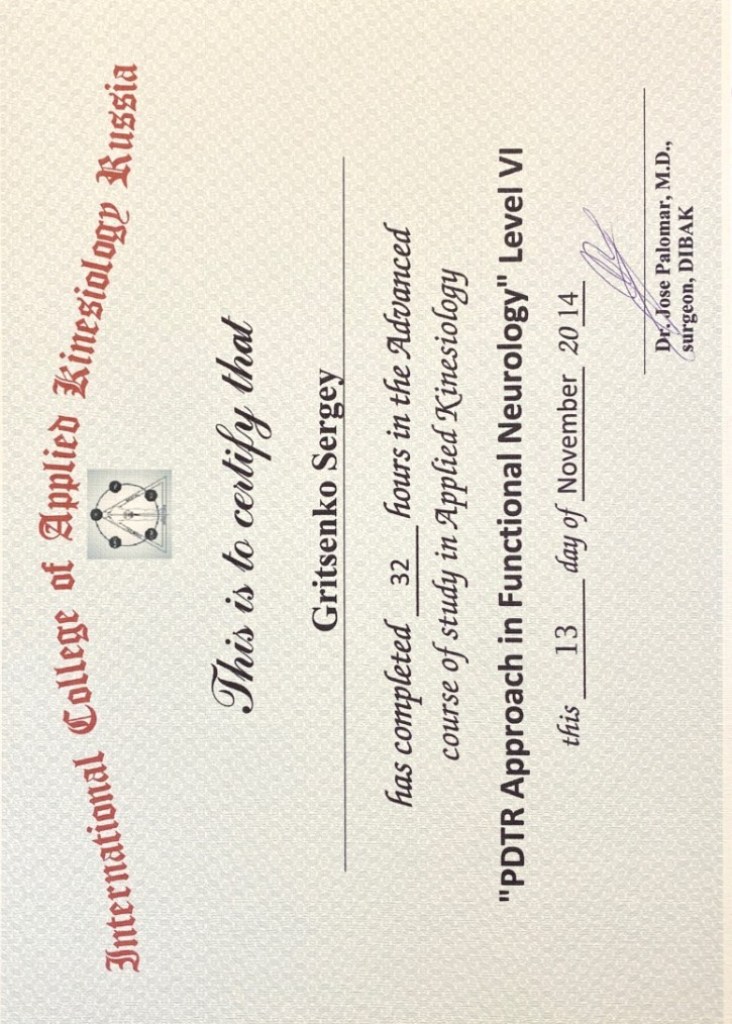 International College of Applied Kinesiology Russia
This is to certify that
Gritsenko Sergey
has completed 32 hours in the Advanced
course of study in Applied Kinesiology
"PDTR Approach in Functional Neurology" Level VI
this 13 day of November 20 14
Dr. Jose Palomar, M.D.,
surgeon, DIBAK